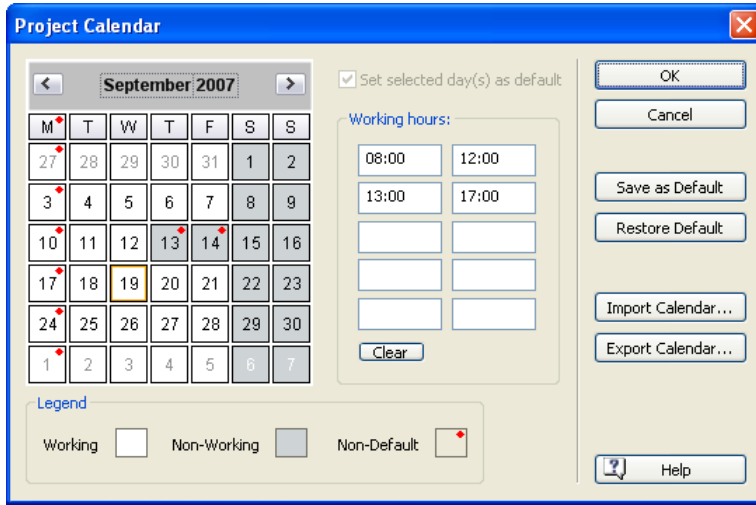 Project Calendar
September 2007
M T W T F S S
27 28 29 30 31 1 2
3 4 5 6 7 8 9
10 11 12 13 14 15 16
17 18 19 20 21 22 23
24 25 26 27 28 29 30
1 2 3 4 5 6 7
Set selected day(s) as default
Working hours:
08:00 12:00
13:00 17:00
Clear
Legend
Working Non-Working Non-Default
OK
Cancel
Save as Default
Restore Default
Import Calendar...
Export Calendar...
Help